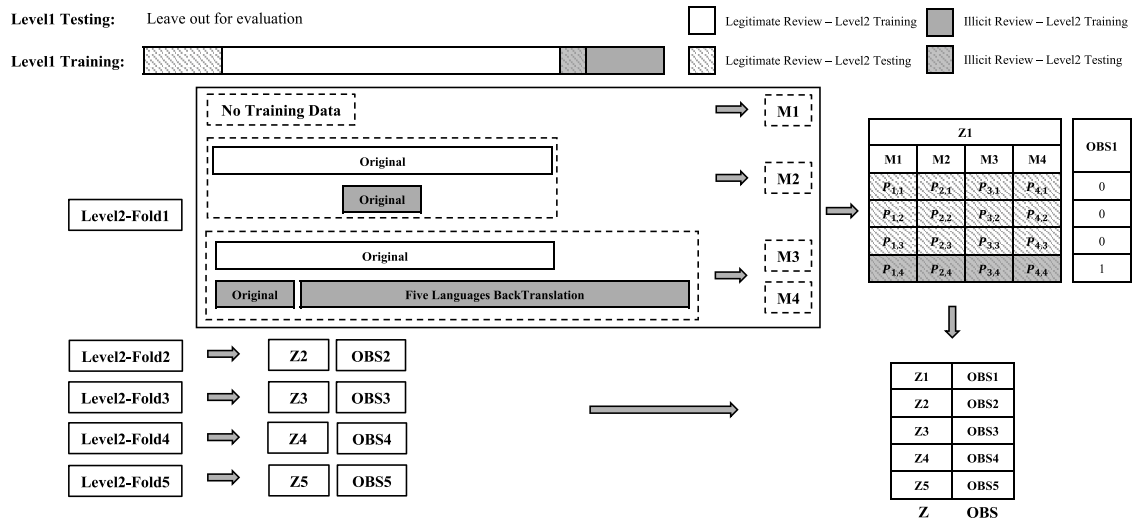 Level1 Testing: Leave out for evaluation
Legitimate Review – Level2 Training
Illicit Review – Level2 Training
Level1 Training:
Legitimate Review – Level2 Testing
Illicit Review – Level2 Testing
Level2-Fold1
No Training Data
M1
Original
Original
M2
Original
Original
Five Languages BackTranslation
M3
M4
Z1
OBS1
M1 M2 M3 M4
P1,1 P2,1 P3,1 P4,1 0
P1,2 P2,2 P3,2 P4,2 0
P1,3 P2,3 P3,3 P4,3 0
P1,4 P2,4 P3,4 P4,4 1
Level2-Fold2 Z2 OBS2
Level2-Fold3 Z3 OBS3
Level2-Fold4 Z4 OBS4
Level2-Fold5 Z5 OBS5
Z1 OBS1
Z2 OBS2
Z3 OBS3
Z4 OBS4
Z5 OBS5
Z OBS